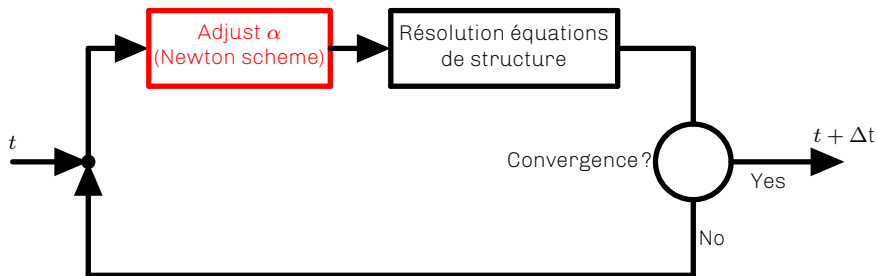 Adjust α
(Newton scheme)
Résolution équations
de structure
t
Convergence ?
t + Δt
Yes
No